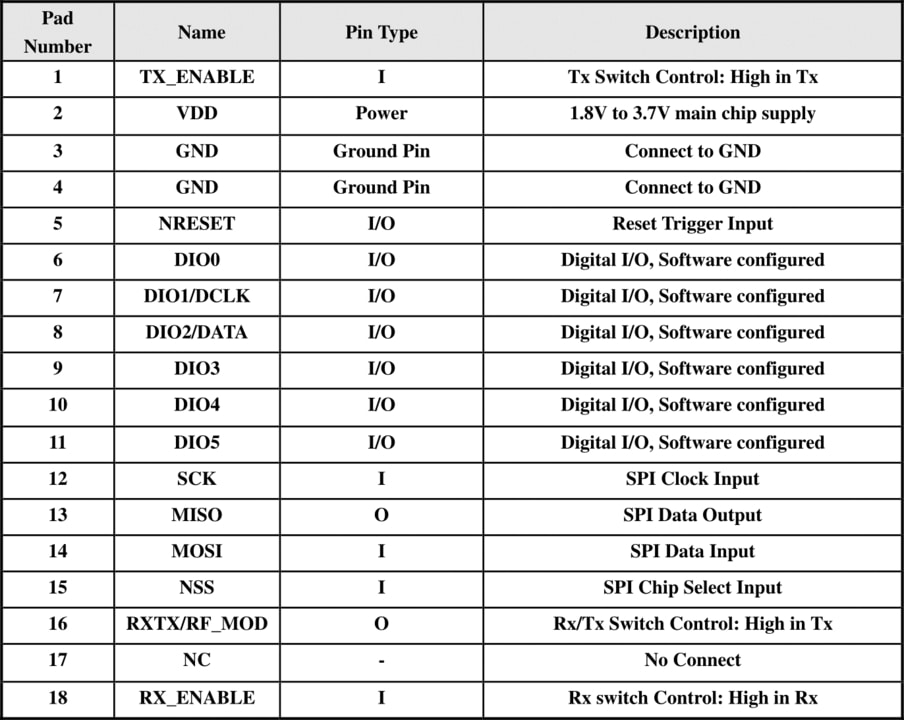 Pad Number Name Pin Type Description
1 TX_ENABLE I Tx Switch Control: High in Tx
2 VDD Power 1.8V to 3.7V main chip supply
3 GND Ground Pin Connect to GND
4 GND Ground Pin Connect to GND
5 NRESET I/O Reset Trigger Input
6 DIO0 I/O Digital I/O, Software configured
7 DIO1/DCLK I/O Digital I/O, Software configured
8 DIO2/DATA I/O Digital I/O, Software configured
9 DIO3 I/O Digital I/O, Software configured
10 DIO4 I/O Digital I/O, Software configured
11 DIO5 I/O Digital I/O, Software configured
12 SCK I SPI Clock Input
13 MISO O SPI Data Output
14 MOSI I SPI Data Input
15 NSS I SPI Chip Select Input
16 RXTX/RF_MOD O Rx/Tx Switch Control: High in Tx
17 NC - No Connect
18 RX_ENABLE I Rx switch Control: High in Rx